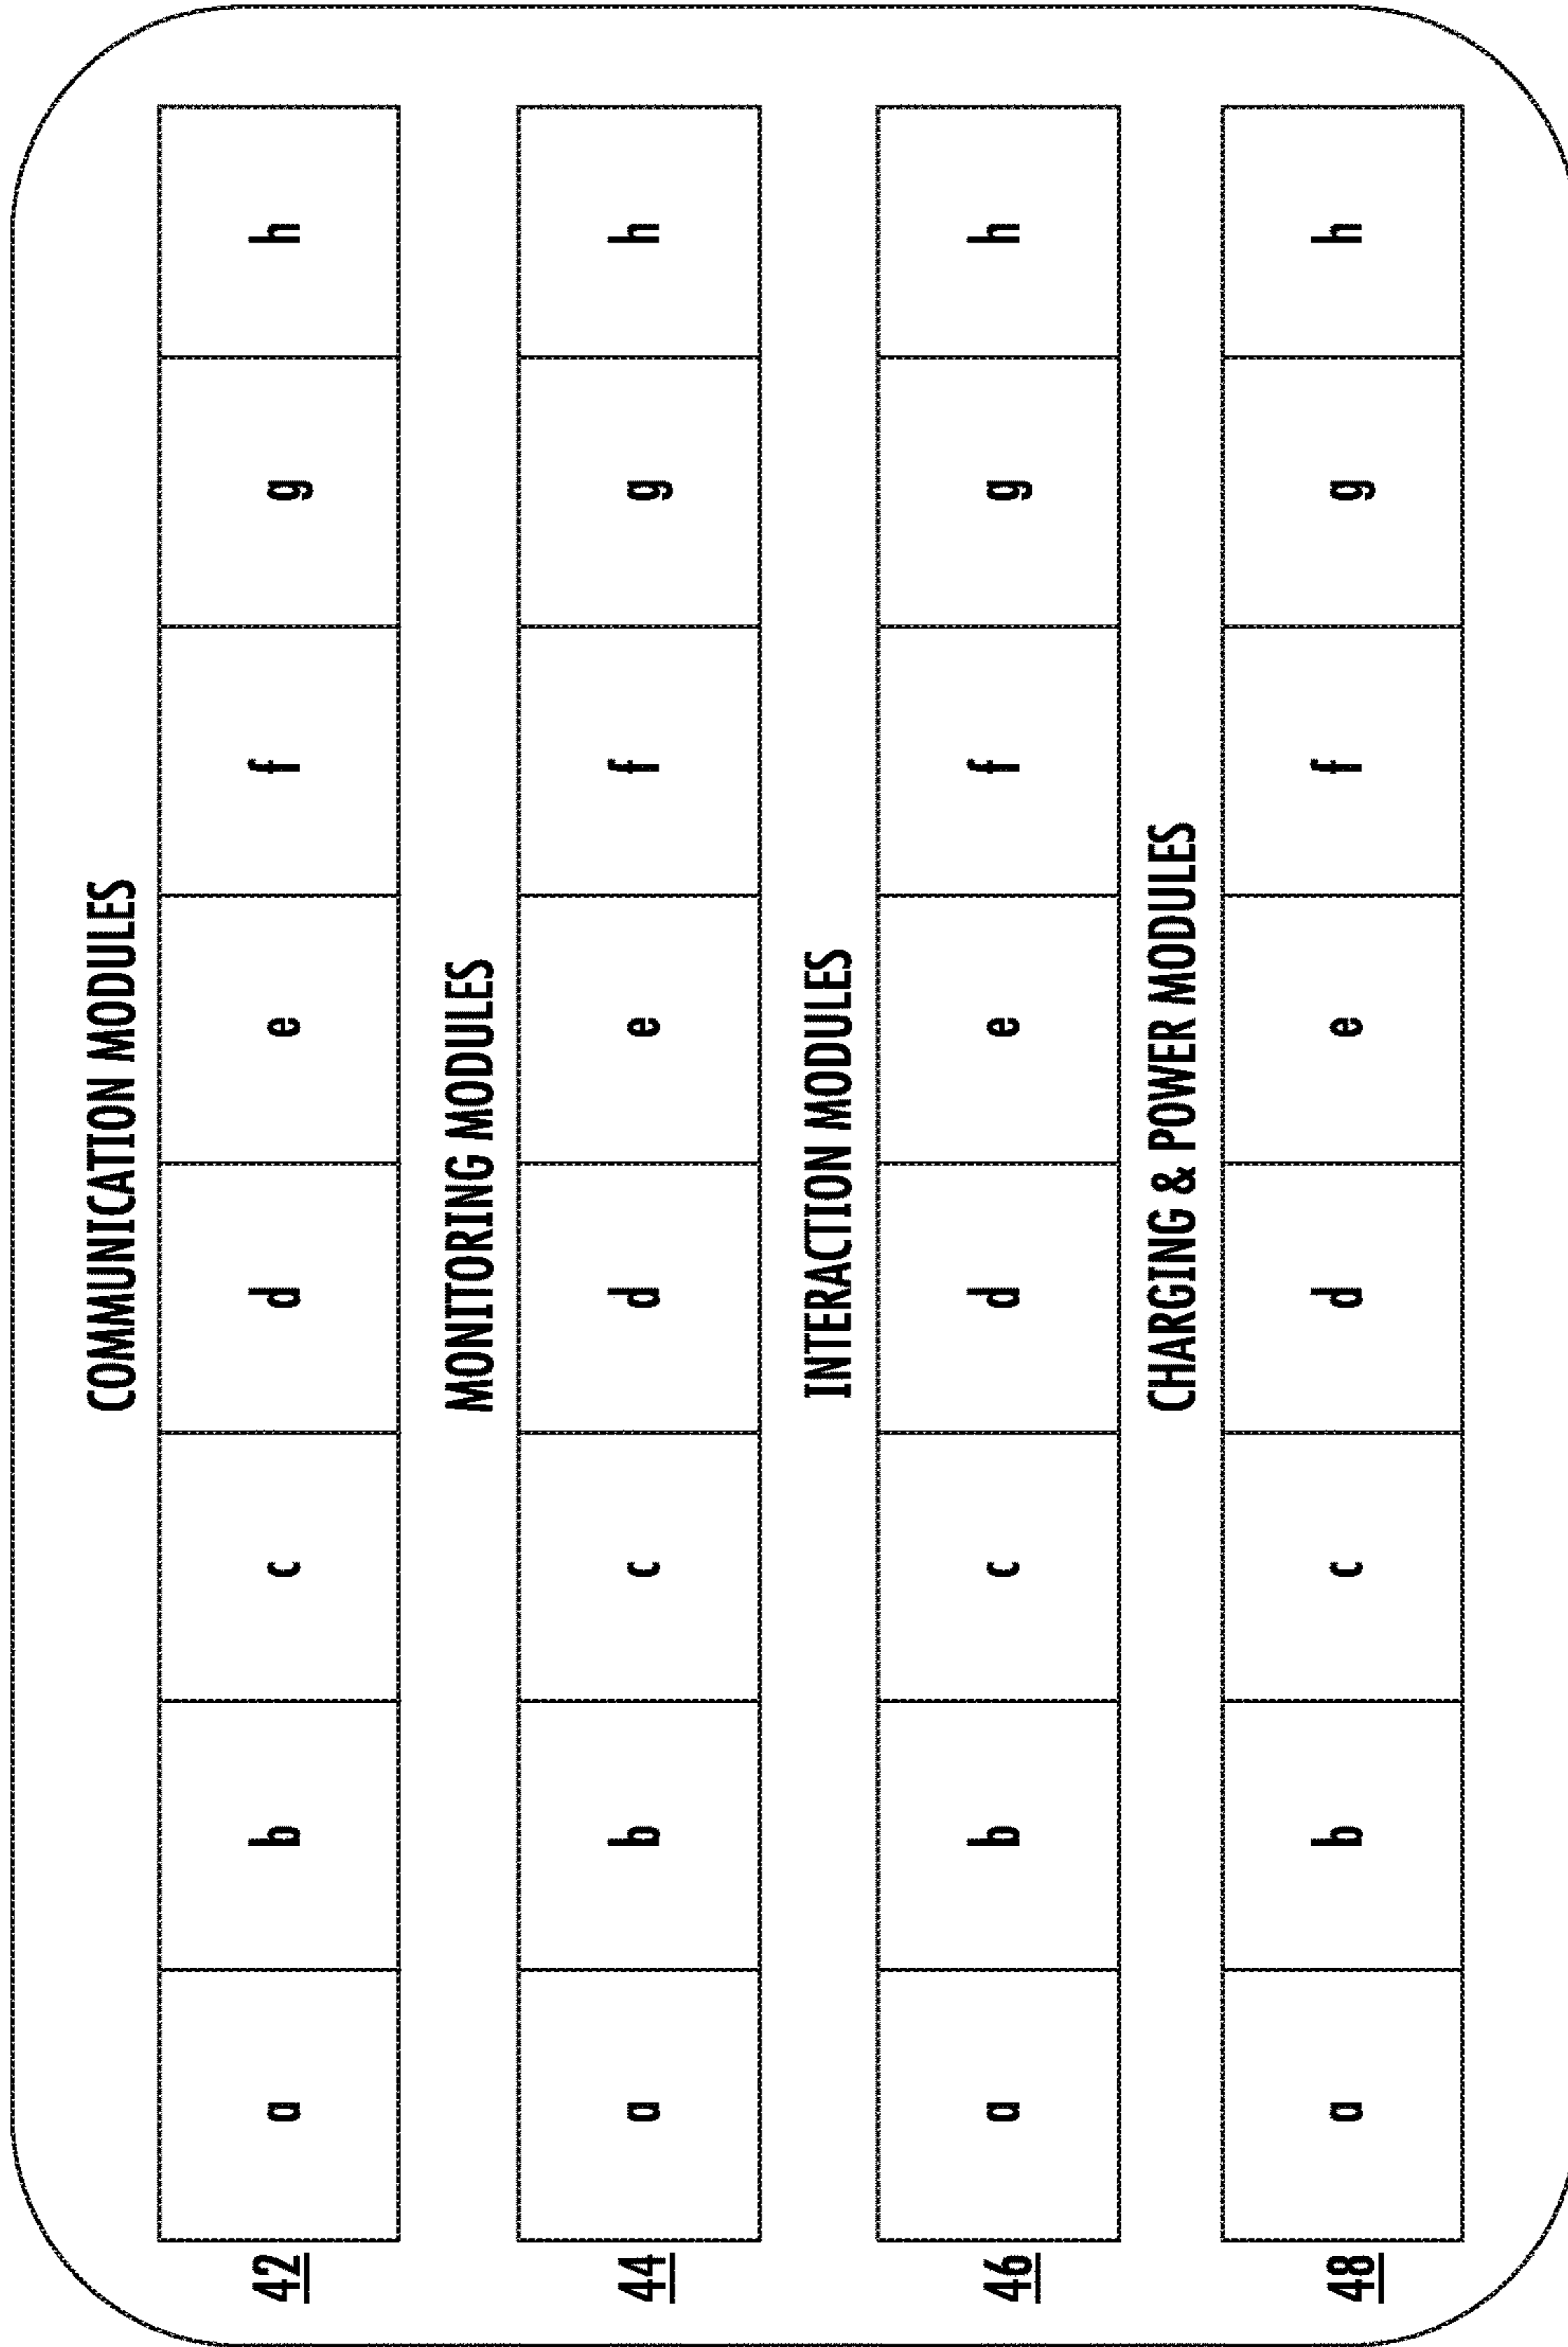 COMMUNICATION MODULES
42 a b c d e f g h
MONITORING MODULES
44 a b c d e f g h
INTERACTION MODULES
46 a b c d e f g h
CHARGING & POWER MODULES
48 a b c d e f g h